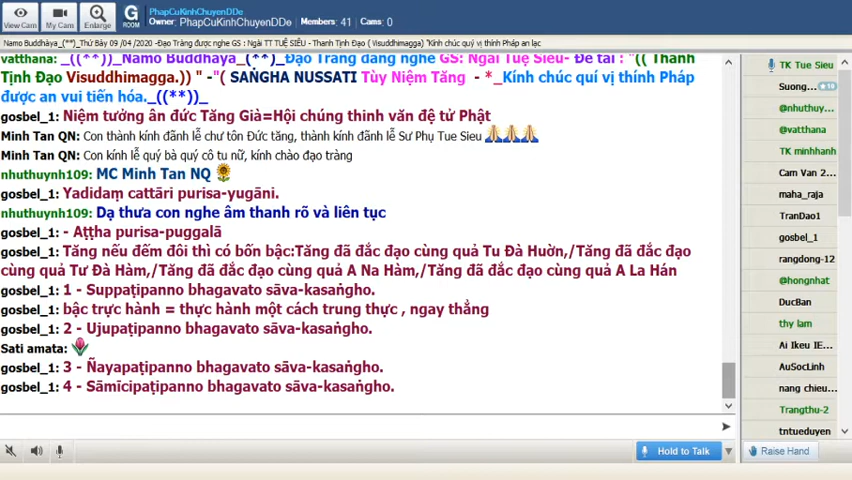 View Cam
My Cam
Enlarge
G
ROOM
PhapCuKinhChuyenDDe
Owner: PhapCuKinhChuyenDDe Members: 41 Cams: 0
Namo Buddhàya_(**)_Thứ Bảy 09 /04 /2020 -Đạo Tràng được nghe GS : Ngài TT TUỆ SIÊU - Thanh Tịnh Đạo ( Visuddhimagga) "Kính chúc quý vị thính Pháp an lạc
vatthana: _((**))_ Namo Buddhaya_(**)_Đạo Tràng đang nghe GS: Ngài Tuệ Siêu- Đề tài : "(( Thanh
Tịnh Đạo Visuddhimagga.)) " -"( SAṄGHA NUSSATI Tùy Niệm Tăng - *_Kính chúc quí vị thính Pháp
được an vui tiến hóa._((**))_
gosbel_1: Niệm tưởng ân đức Tăng Già=Hội chúng thinh văn đệ tử Phật
Minh Tan QN: Con thành kính đãnh lễ chư tôn Đức tăng, thành kính đãnh lễ Sư Phụ Tue Sieu 🙏🙏🙏
Minh Tan QN: Con kính lễ quý bà quý cô tu nữ, kính chào đạo tràng
nhuthuynh109: MC Minh Tan NQ 🌻
gosbel_1: Yadidaṃ cattāri purisa-yugāni.
nhuthuynh109: Dạ thưa con nghe âm thanh rõ và liên tục
gosbel_1: - Aṭṭha purisa-puggalā
gosbel_1: Tăng nếu đếm đôi thì có bốn bậc:Tăng đã đắc đạo cùng quả Tu Đà Huờn,/Tăng đã đắc đạo
cùng quả Tư Đà Hàm,/Tăng đã đắc đạo cùng quả A Na Hàm,/Tăng đã đắc đạo cùng quả A La Hán
gosbel_1: 1 - Suppaṭipanno bhagavato sāva-kasaṅgho.
gosbel_1: bậc trực hành = thực hành một cách trung thực , ngay thẳng
gosbel_1: 2 - Ujupaṭipanno bhagavato sāva-kasaṅgho.
Sati amata: 🌷
gosbel_1: 3 - Ñayapaṭipanno bhagavato sāva-kasaṅgho.
gosbel_1: 4 - Sāmīcipaṭipanno bhagavato sāva-kasaṅgho.
TK Tue Sieu
Suong... ★10
@nhuthuy...
@vatthana
TK minhhanh
Cam Van 2...
maha_raja
TranDao1
gosbel_1
rangdong-12
@hongnhat
DucBan
thy lam
Ai Ikeu IE...
AuSocLinh
nang chieu...
Trangthu-2
tntueduyen
Hold to Talk
Raise Hand